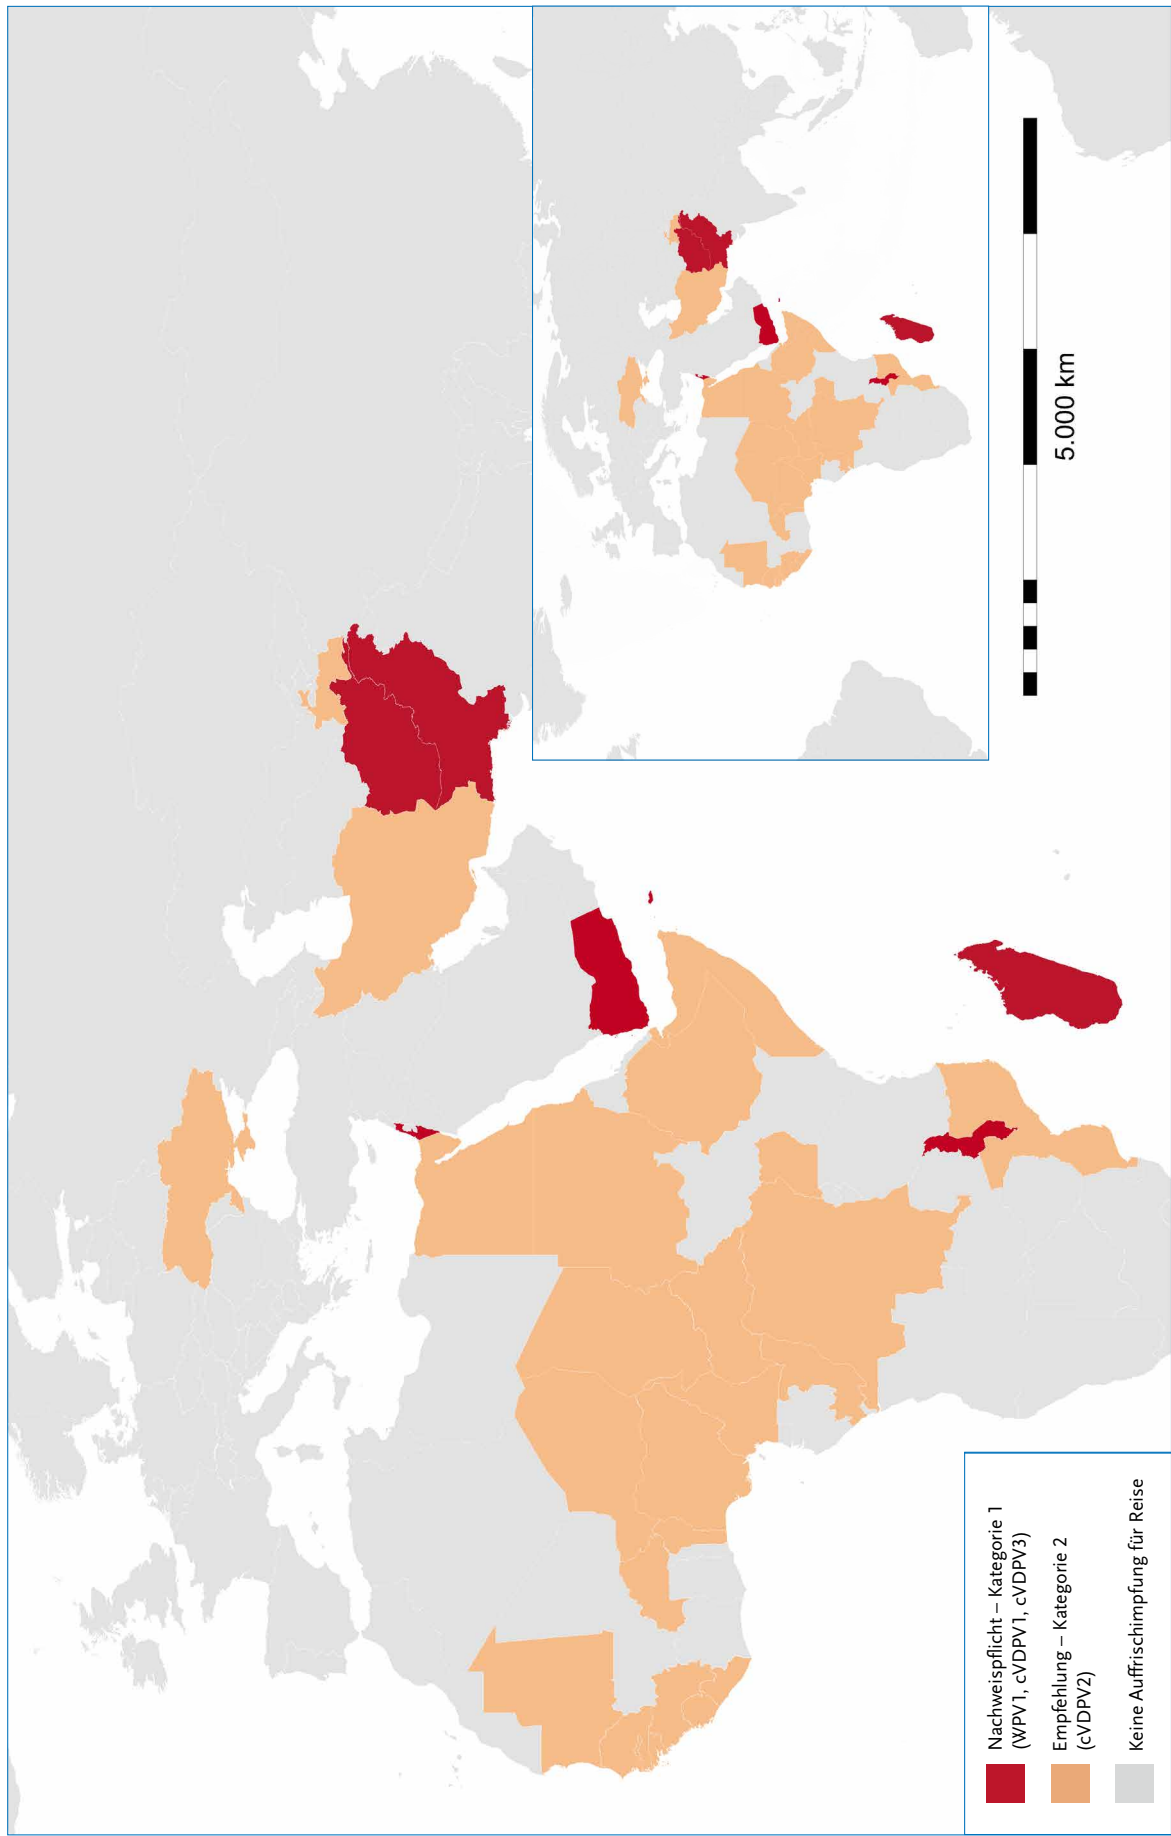 Nachweispflicht – Kategorie 1
(WPV1, cVDPV1, cVDPV3)
Empfehlung – Kategorie 2
(cVDPV2)
Keine Auffrischimpfung für Reise
5.000 km